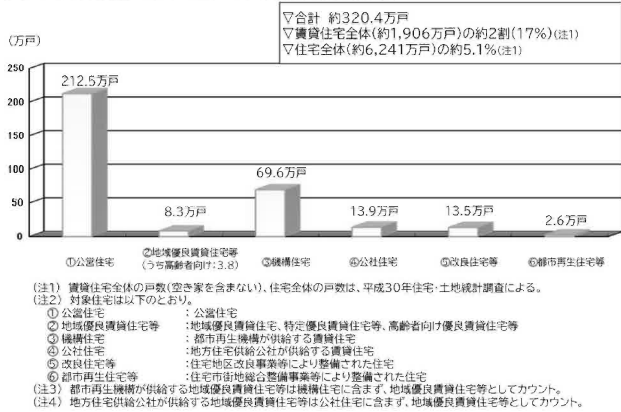 ▽合計 約320.4万戸
▽賃貸住宅全体(約1,906万戸)の約2割(17%)(注1)
▽住宅全体(約6,241万戸)の約5.1%(注1)
(万戸)
250
200
150
100
50
0
212.5万戸
8.3万戸
69.6万戸
13.9万戸
13.5万戸
2.6万戸
①公営住宅
②地域優良賃貸住宅等
(うち高齢者向け:3.8)
③機構住宅
④公社住宅
⑤改良住宅等
⑥都市再生住宅等
(注1) 賃貸住宅全体の戸数(空き家を含まない)、住宅全体の戸数は、平成30年住宅・土地統計調査による。
(注2) 対象住宅は以下のとおり。
① 公営住宅 : 公営住宅
② 地域優良賃貸住宅等 : 地域優良賃貸住宅、特定優良賃貸住宅等、高齢者向け優良賃貸住宅等
③ 機構住宅 : 都市再生機構が供給する賃貸住宅
④ 公社住宅 : 地方住宅供給公社が供給する賃貸住宅
⑤ 改良住宅等 : 住宅地区改良事業等により整備された住宅
⑥ 都市再生住宅等 : 住宅市街地総合整備事業等により整備された住宅
(注3) 都市再生機構が供給する地域優良賃貸住宅等は機構住宅に含まず、地域優良賃貸住宅等としてカウント。
(注4) 地方住宅供給公社が供給する地域優良賃貸住宅等は公社住宅に含まず、地域優良賃貸住宅等としてカウント。